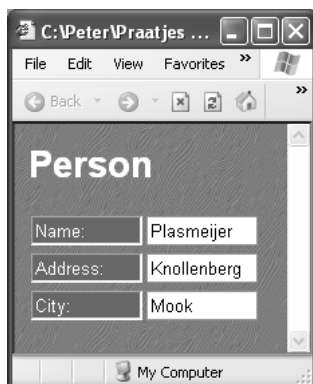 C:\Peter\Praatjes ...
File Edit View Favorites »
Back »
Person
Name: Plasmeijer
Address: Knollenberg
City: Mook
My Computer